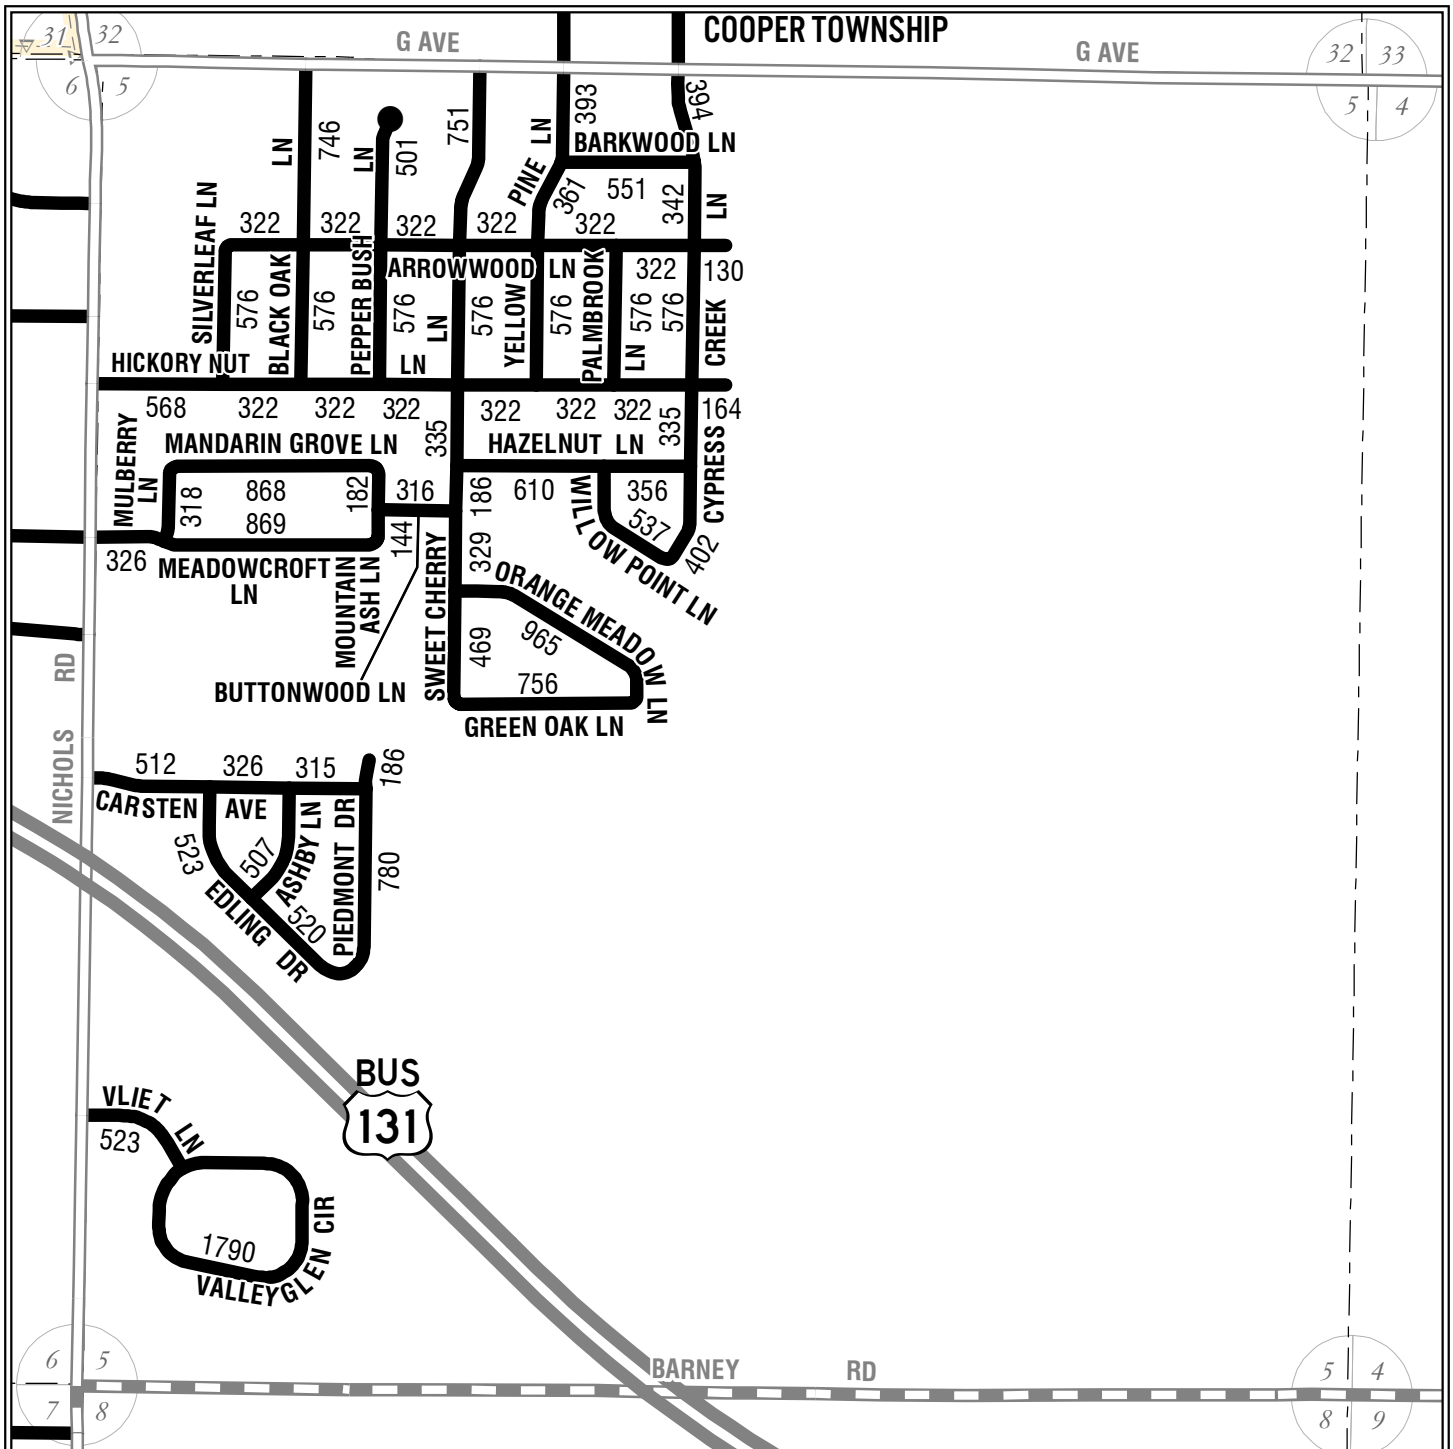 COOPER TOWNSHIP
31 32
6 5
G AVE
G AVE
32 33
5 4
393
394
BARKWOOD LN
LN
746
LN
501
751
PINE LN
361
551
342
LN
SILVERLEAF LN
322
322
322
322
322
ARROWWOOD LN
322
130
576
BLACK OAK
576
PEPPER BUSH
576
LN
576
YELLOW
576
PALMBROOK
LN
576
576
CREEK
HICKORY NUT LN
568
322
322
322
322
322
322
164
MULBERRY
LN
MANDARIN GROVE LN
335
HAZELNUT LN
335
CYPRESS
318
868
869
182
316
186
610
356
537
402
WILLOW POINT LN
326
MEADOWCROFT
LN
MOUNTAIN
ASH LN
144
SWEET CHERRY
329
ORANGE MEADOW LN
965
469
756
BUTTONWOOD LN
GREEN OAK LN
NICHOLS RD
512
326
315
186
CARSTEN AVE
523
507
ASHBY LN
PIEDMONT DR
780
EDLING DR
520
BUS
131
VLIET LN
523
1790
VALLEYGLEN CIR
6 5
7 8
BARNEY RD
5 4
8 9